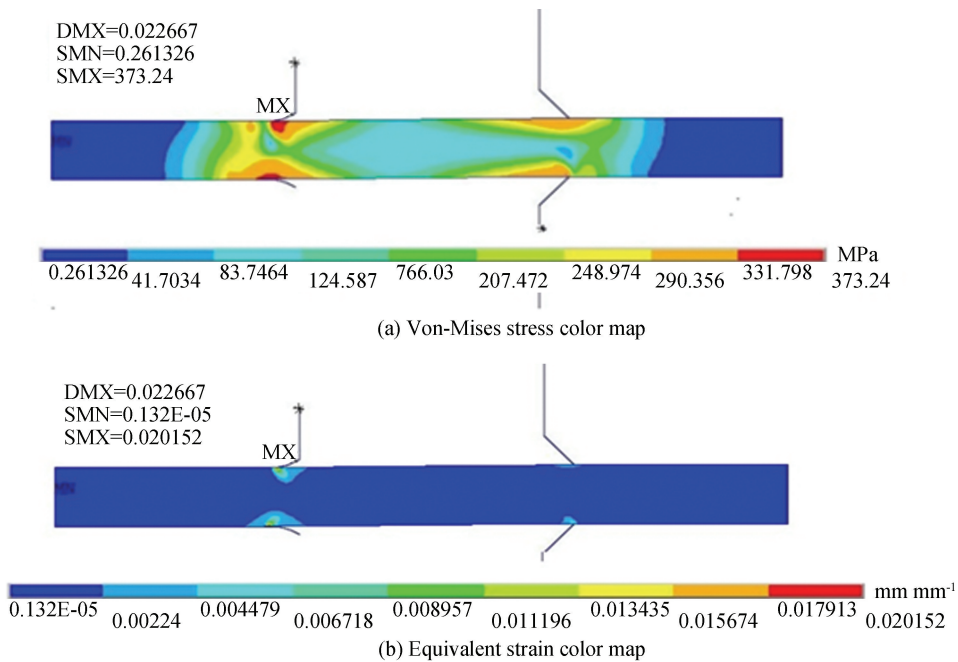 DMX=0.022667
SMN=0.261326
SMX=373.24
MX
MN
0.261326 41.7034 83.7464 124.587 766.03 207.472 248.974 290.356 331.798 373.24 MPa
(a) Von-Mises stress color map
DMX=0.022667
SMN=0.132E-05
SMX=0.020152
MX
MN
0.132E-05 0.00224 0.004479 0.006718 0.008957 0.011196 0.013435 0.015674 0.017913 0.020152 mm mm⁻¹
(b) Equivalent strain color map